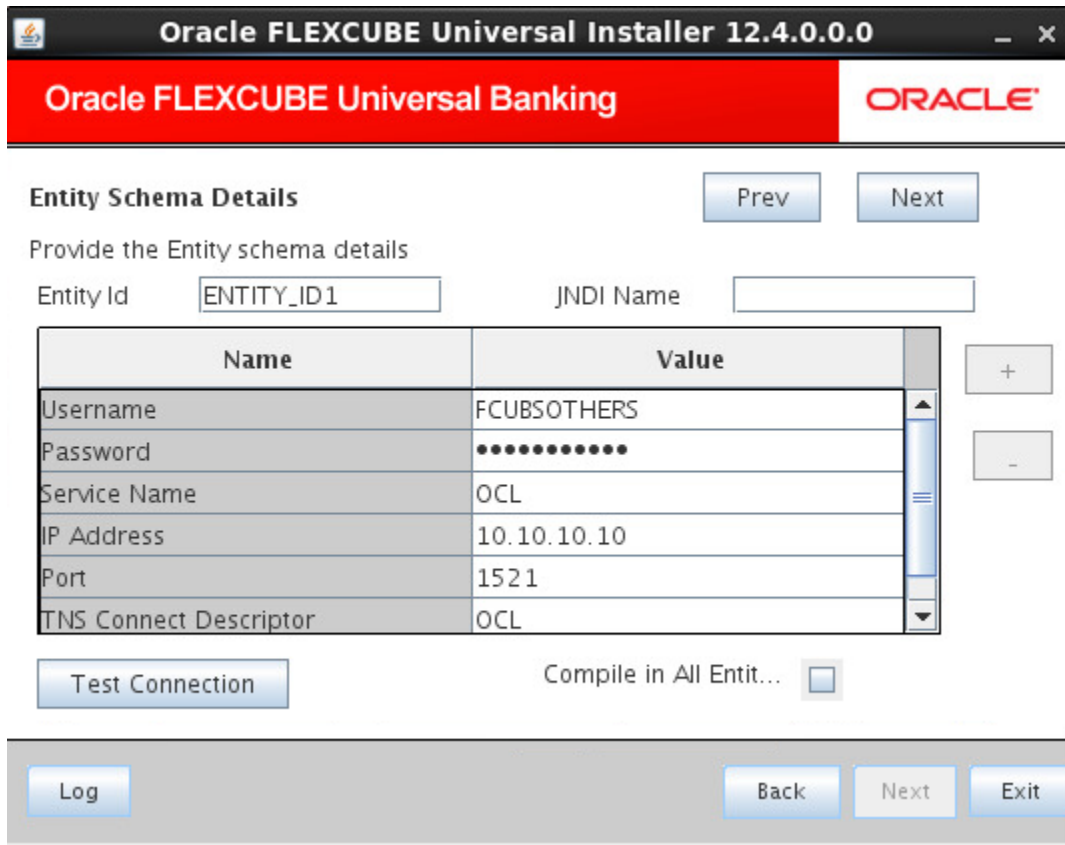 Oracle FLEXCUBE Universal Installer 12.4.0.0.0
Oracle FLEXCUBE Universal Banking
ORACLE
Entity Schema Details
Prev
Next
Provide the Entity schema details
Entity Id
ENTITY_ID1
JNDI Name
Name Value
+
Username FCUBSOTHERS
Password •••••••••••
-
Service Name OCL
IP Address 10.10.10.10
Port 1521
TNS Connect Descriptor OCL
Test Connection
Compile in All Entit...
Log
Back
Next
Exit